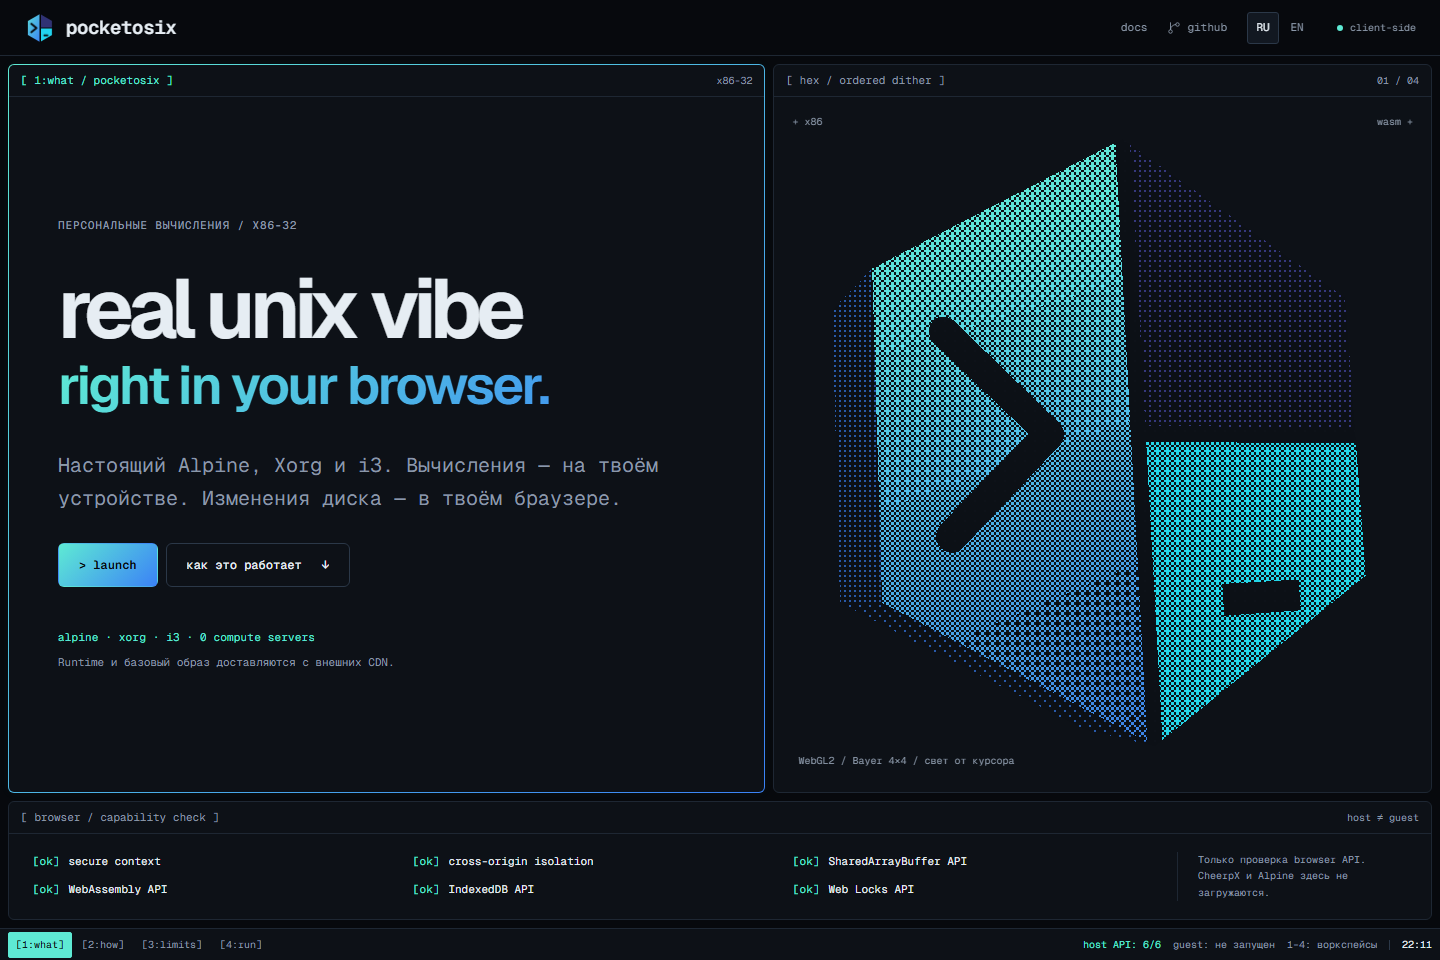 pocketosix
docs github RU EN client-side
[ 1:what / pocketosix ] x86-32
ПЕРСОНАЛЬНЫЕ ВЫЧИСЛЕНИЯ / X86-32
real unix vibe
right in your browser.
Настоящий Alpine, Xorg и i3. Вычисления — на твоём
устройстве. Изменения диска — в твоём браузере.
> launch как это работает ↓
alpine · xorg · i3 · 0 compute servers
Runtime и базовый образ доставляются с внешних CDN.
[ hex / ordered dither ] 01 / 04
+ x86 wasm +
WebGL2 / Bayer 4×4 / свет от курсора
[ browser / capability check ] host ≠ guest
[ok] secure context [ok] cross-origin isolation [ok] SharedArrayBuffer API
[ok] WebAssembly API [ok] IndexedDB API [ok] Web Locks API
Только проверка browser API.
CheerpX и Alpine здесь не
загружаются.
[1:what] [2:how] [3:limits] [4:run] host API: 6/6 guest: не запущен 1–4: воркспейсы | 22:11